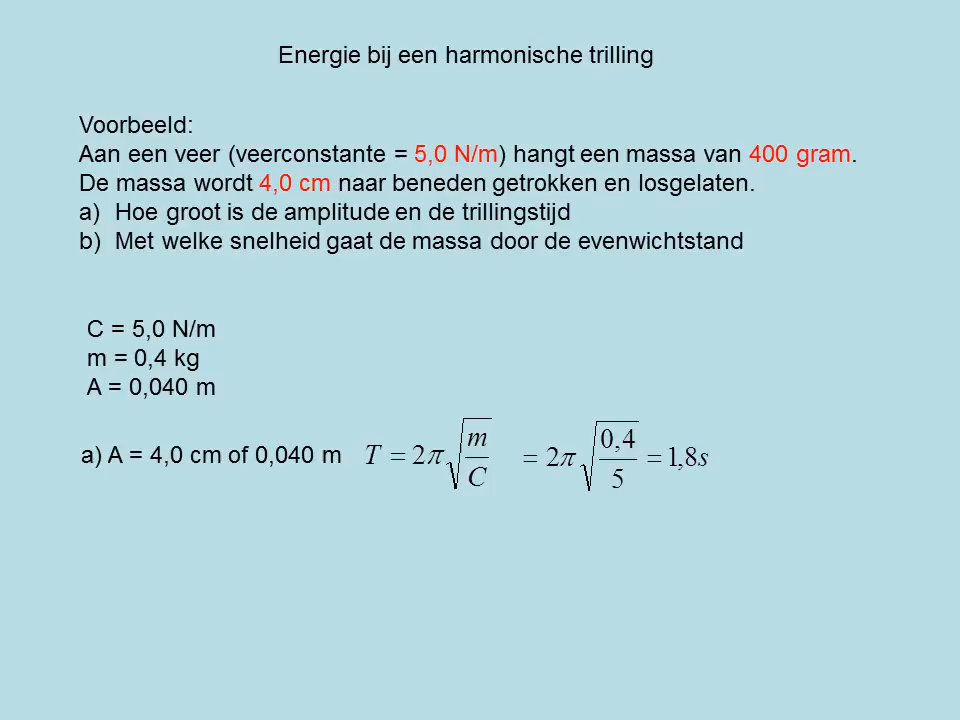 Energie bij een harmonische trilling
Voorbeeld:
Aan een veer (veerconstante = 5,0 N/m) hangt een massa van 400 gram.
De massa wordt 4,0 cm naar beneden getrokken en losgelaten.
a) Hoe groot is de amplitude en de trillingstijd
b) Met welke snelheid gaat de massa door de evenwichtstand
C = 5,0 N/m
m = 0,4 kg
A = 0,040 m
a) A = 4,0 cm of 0,040 m T = 2π√(m/C) = 2π√(0,4/5) = 1,8s